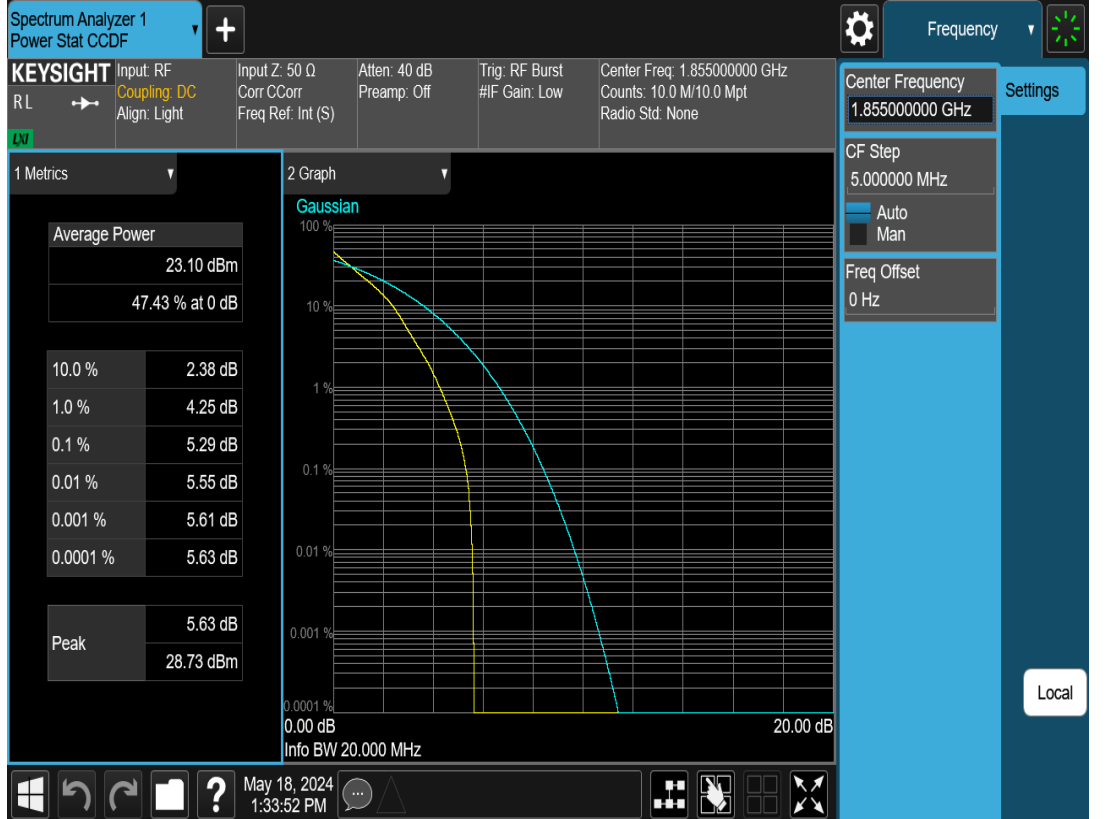 Spectrum Analyzer 1
Power Stat CCDF
+
Frequency
KEYSIGHT
RL
LXI
Input: RF
Coupling: DC
Align: Light
Input Z: 50 Ω
Corr CCorr
Freq Ref: Int (S)
Atten: 40 dB
Preamp: Off
Trig: RF Burst
#IF Gain: Low
Center Freq: 1.855000000 GHz
Counts: 10.0 M/10.0 Mpt
Radio Std: None
Center Frequency
1.855000000 GHz
Settings
CF Step
5.000000 MHz
Auto
Man
Freq Offset
0 Hz
Local
1 Metrics
Average Power
23.10 dBm
47.43 % at 0 dB
10.0 % 2.38 dB
1.0 % 4.25 dB
0.1 % 5.29 dB
0.01 % 5.55 dB
0.001 % 5.61 dB
0.0001 % 5.63 dB
Peak
5.63 dB
28.73 dBm
2 Graph
Gaussian
100 %
10 %
1 %
0.1 %
0.01 %
0.001 %
0.0001 %
0.00 dB 20.00 dB
Info BW 20.000 MHz
?
May 18, 2024
1:33:52 PM